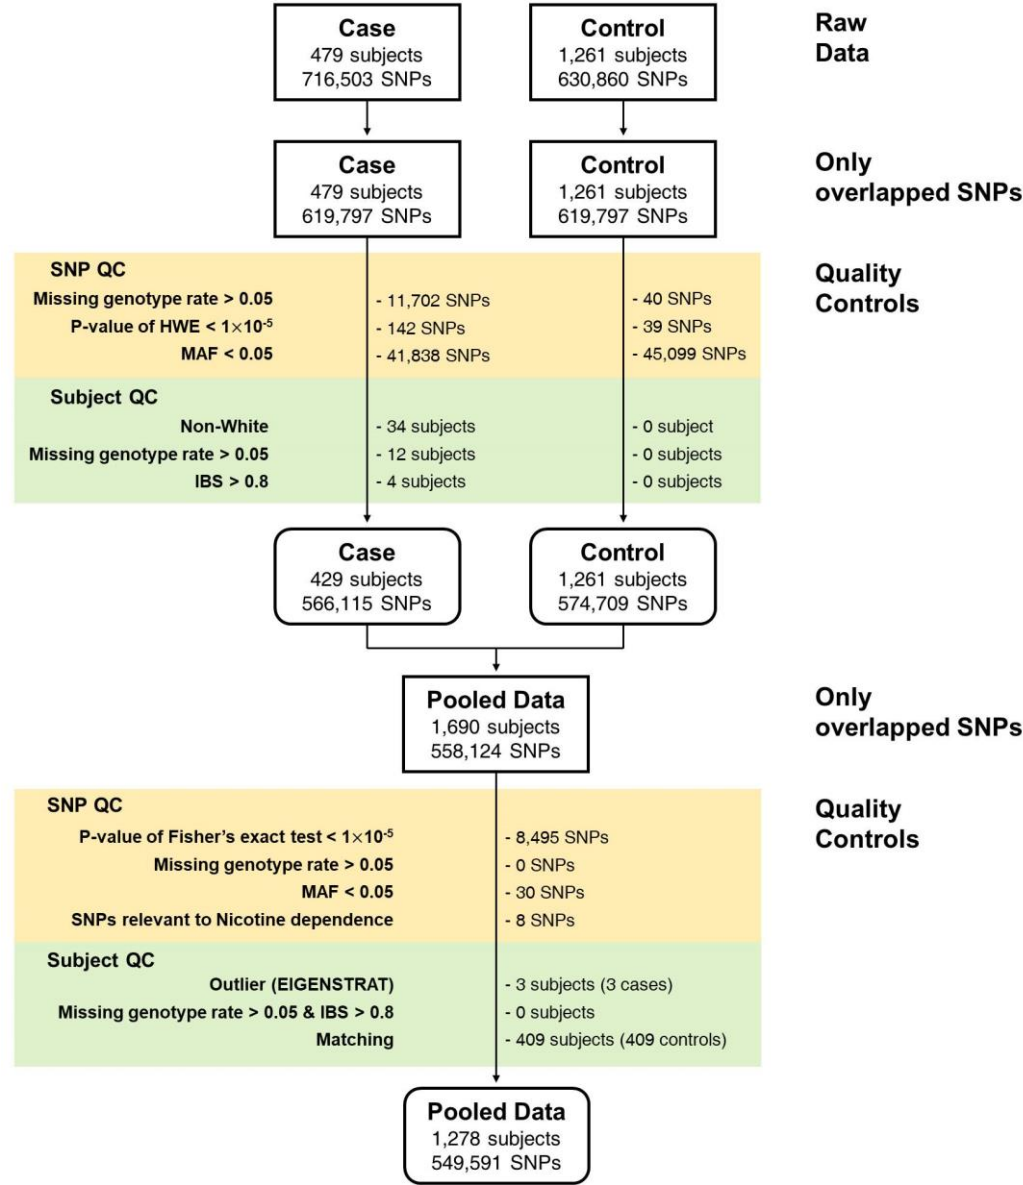 Case
479 subjects
716,503 SNPs
Control
1,261 subjects
630,860 SNPs
Raw
Data
Case
479 subjects
619,797 SNPs
Control
1,261 subjects
619,797 SNPs
Only
overlapped SNPs
SNP QC
Missing genotype rate > 0.05 - 11,702 SNPs - 40 SNPs
P-value of HWE < 1×10⁻⁵ - 142 SNPs - 39 SNPs
MAF < 0.05 - 41,838 SNPs - 45,099 SNPs
Quality
Controls
Subject QC
Non-White - 34 subjects - 0 subject
Missing genotype rate > 0.05 - 12 subjects - 0 subjects
IBS > 0.8 - 4 subjects - 0 subjects
Case
429 subjects
566,115 SNPs
Control
1,261 subjects
574,709 SNPs
Pooled Data
1,690 subjects
558,124 SNPs
Only
overlapped SNPs
SNP QC
P-value of Fisher's exact test < 1×10⁻⁵ - 8,495 SNPs
Missing genotype rate > 0.05 - 0 SNPs
MAF < 0.05 - 30 SNPs
SNPs relevant to Nicotine dependence - 8 SNPs
Quality
Controls
Subject QC
Outlier (EIGENSTRAT) - 3 subjects (3 cases)
Missing genotype rate > 0.05 & IBS > 0.8 - 0 subjects
Matching - 409 subjects (409 controls)
Pooled Data
1,278 subjects
549,591 SNPs